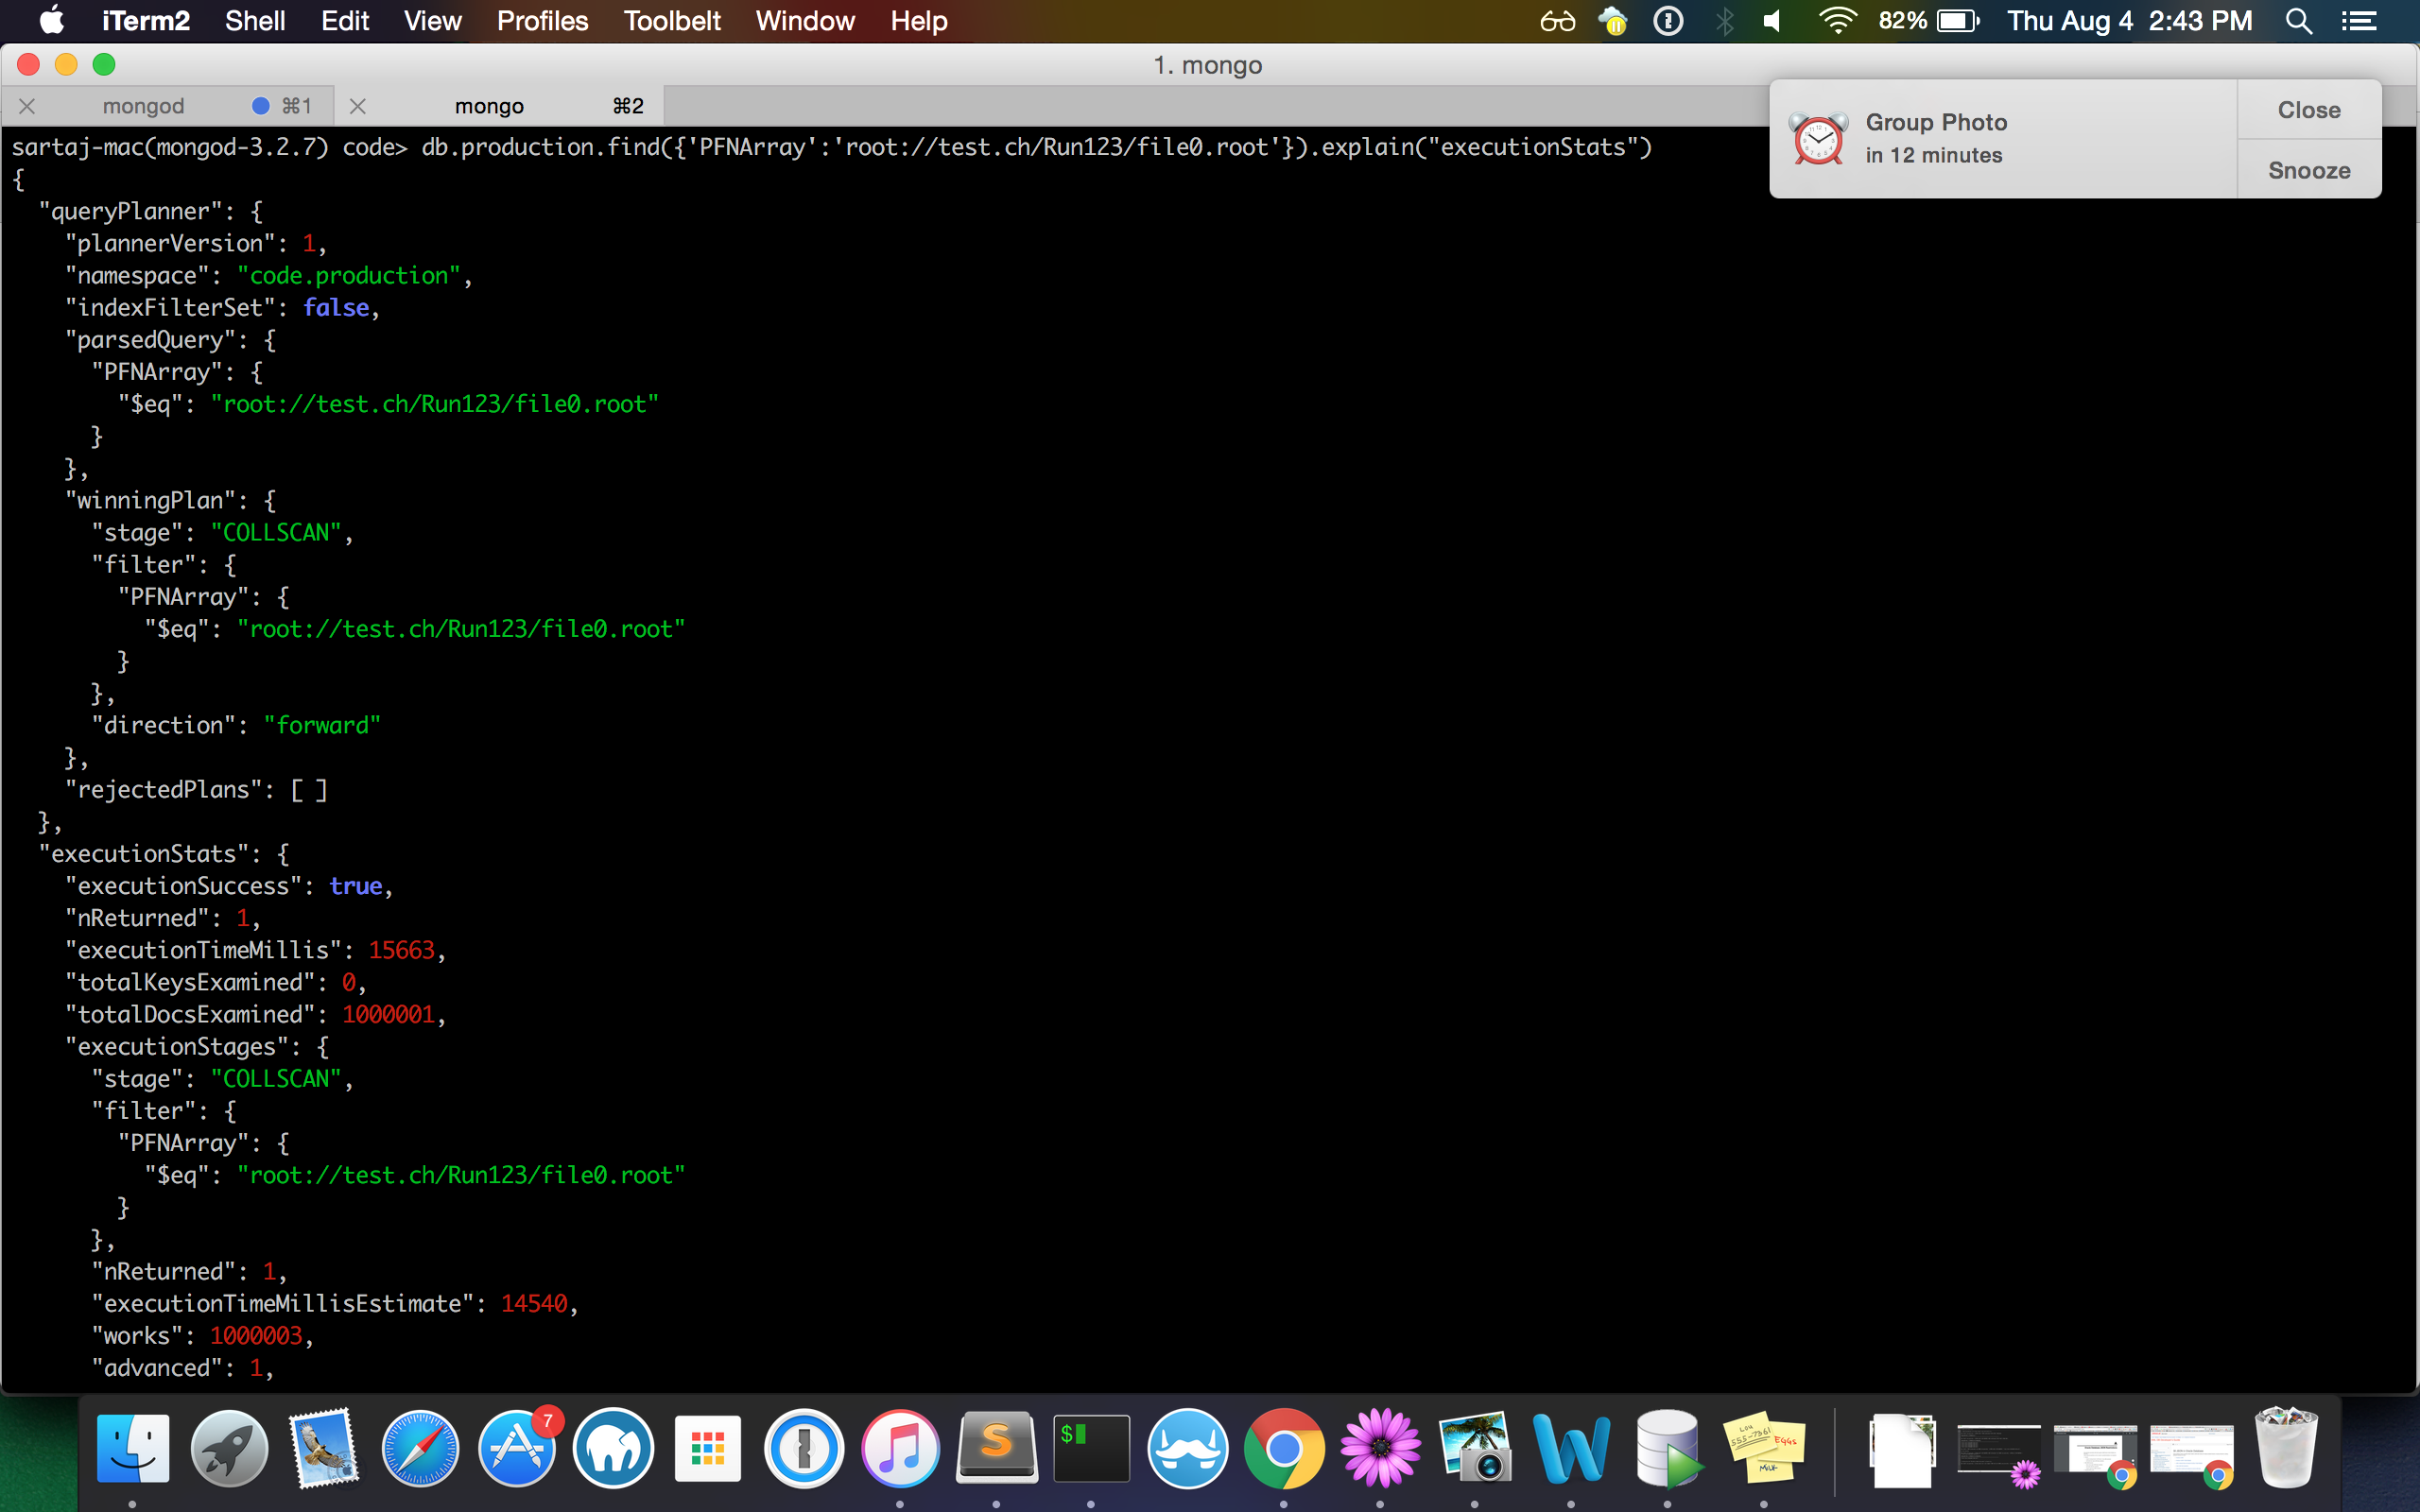 iTerm2 Shell Edit View Profiles Toolbelt Window Help 82% Thu Aug 4 2:43 PM
1. mongo
mongod ⌘1 mongo ⌘2
Group Photo
in 12 minutes
Close
Snooze
sartaj-mac(mongod-3.2.7) code> db.production.find({'PFNArray':'root://test.ch/Run123/file0.root'}).explain("executionStats")
{
  "queryPlanner": {
    "plannerVersion": 1,
    "namespace": "code.production",
    "indexFilterSet": false,
    "parsedQuery": {
      "PFNArray": {
        "$eq": "root://test.ch/Run123/file0.root"
      }
    },
    "winningPlan": {
      "stage": "COLLSCAN",
      "filter": {
        "PFNArray": {
          "$eq": "root://test.ch/Run123/file0.root"
        }
      },
      "direction": "forward"
    },
    "rejectedPlans": [ ]
  },
  "executionStats": {
    "executionSuccess": true,
    "nReturned": 1,
    "executionTimeMillis": 15663,
    "totalKeysExamined": 0,
    "totalDocsExamined": 1000001,
    "executionStages": {
      "stage": "COLLSCAN",
      "filter": {
        "PFNArray": {
          "$eq": "root://test.ch/Run123/file0.root"
        }
      },
      "nReturned": 1,
      "executionTimeMillisEstimate": 14540,
      "works": 1000003,
      "advanced": 1,
7
S
$
EGGS
MILK